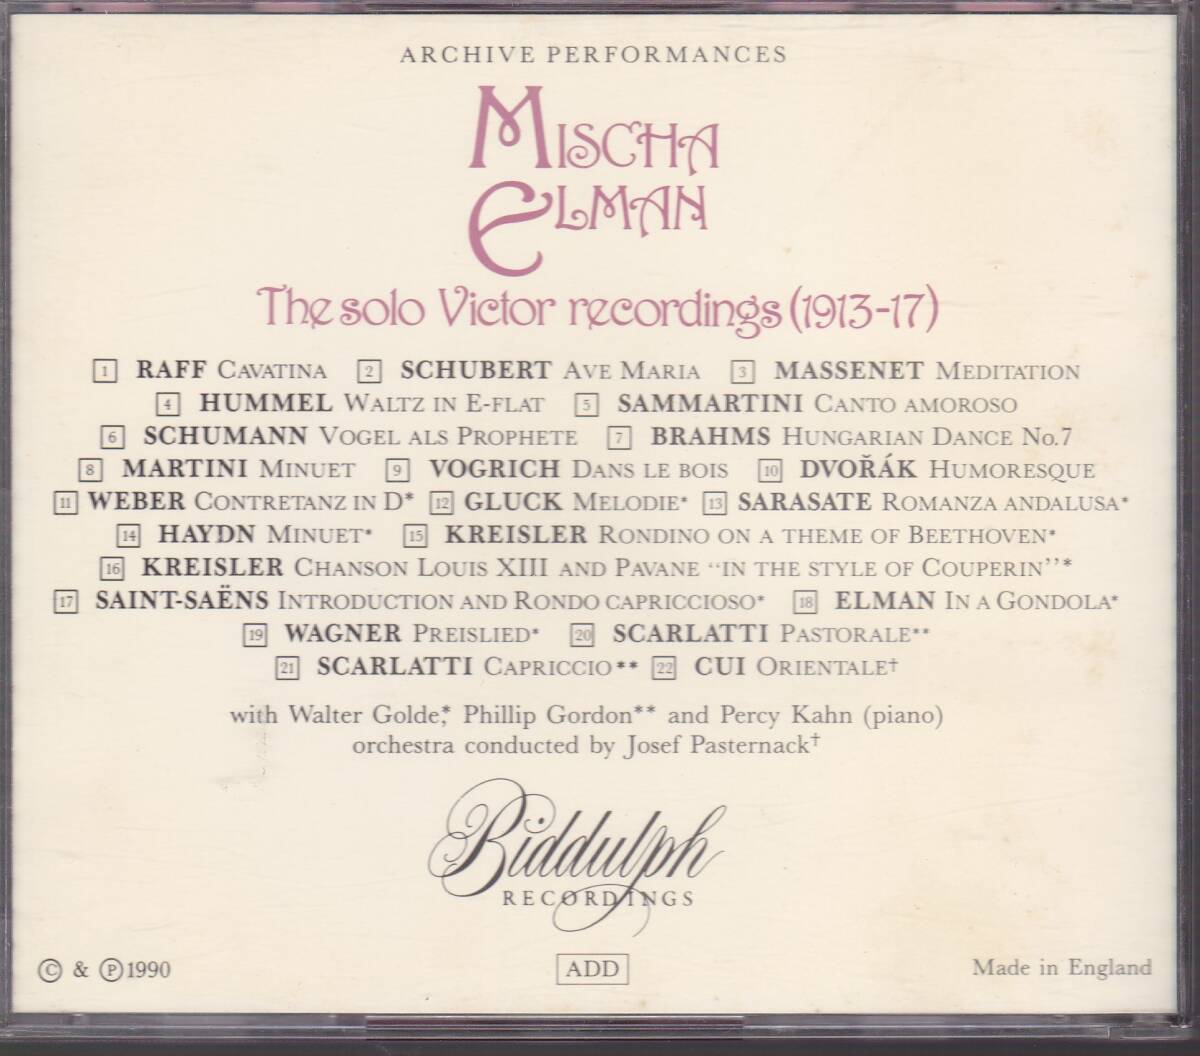 ARCHIVE PERFORMANCES
MISCHA
ELMAN
The solo Victor recordings (1913-17)
1 RAFF CAVATINA 2 SCHUBERT AVE MARIA 3 MASSENET MEDITATION
4 HUMMEL WALTZ IN E-FLAT 5 SAMMARTINI CANTO AMOROSO
6 SCHUMANN VOGEL ALS PROPHETE 7 BRAHMS HUNGARIAN DANCE NO.7
8 MARTINI MINUET 9 VOGRICH DANS LE BOIS 10 DVOŘÁK HUMORESQUE
11 WEBER CONTRETANZ IN D* 12 GLUCK MELODIE* 13 SARASATE ROMANZA ANDALUSA*
14 HAYDN MINUET* 15 KREISLER RONDINO ON A THEME OF BEETHOVEN*
16 KREISLER CHANSON LOUIS XIII AND PAVANE “IN THE STYLE OF COUPERIN”*
17 SAINT-SAËNS INTRODUCTION AND RONDO CAPRICCIOSO* 18 ELMAN IN A GONDOLA*
19 WAGNER PREISLIED* 20 SCARLATTI PASTORALE**
21 SCARLATTI CAPRICCIO** 22 CUI ORIENTALE†
with Walter Golde,* Phillip Gordon** and Percy Kahn (piano)
orchestra conducted by Josef Pasternack†
Biddulph
RECORDINGS
© & ℗1990 ADD Made in England